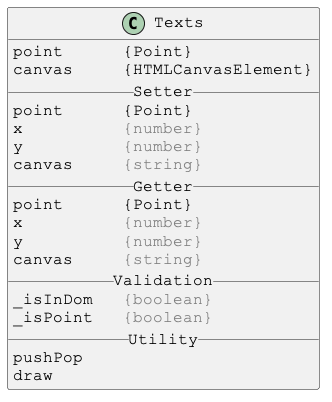 C Texts
point {Point}
canvas {HTMLCanvasElement}
Setter
point {Point}
x {number}
y {number}
canvas {string}
Getter
point {Point}
x {number}
y {number}
canvas {string}
Validation
_isInDom {boolean}
_isPoint {boolean}
Utility
pushPop
draw